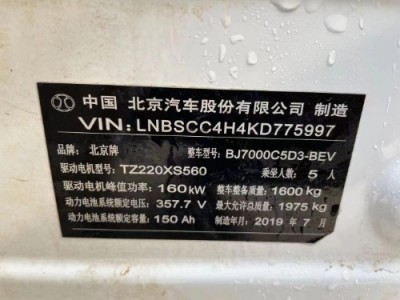 中国 北京汽车股份有限公司 制造
VIN: LNBSCC4H4KD775997
品牌: 北京牌 整车型号: BJ7000C5D3-BEV
驱动电机型号: TZ220XS560 乘坐人数: 5 人
驱动电机峰值功率: 160kW 整车整备质量: 1600 kg
动力电池系统额定电压: 357.7 V 最大允许总质量: 1975 kg
动力电池系统额定容量: 150 Ah 制造年月: 2019 年 7 月